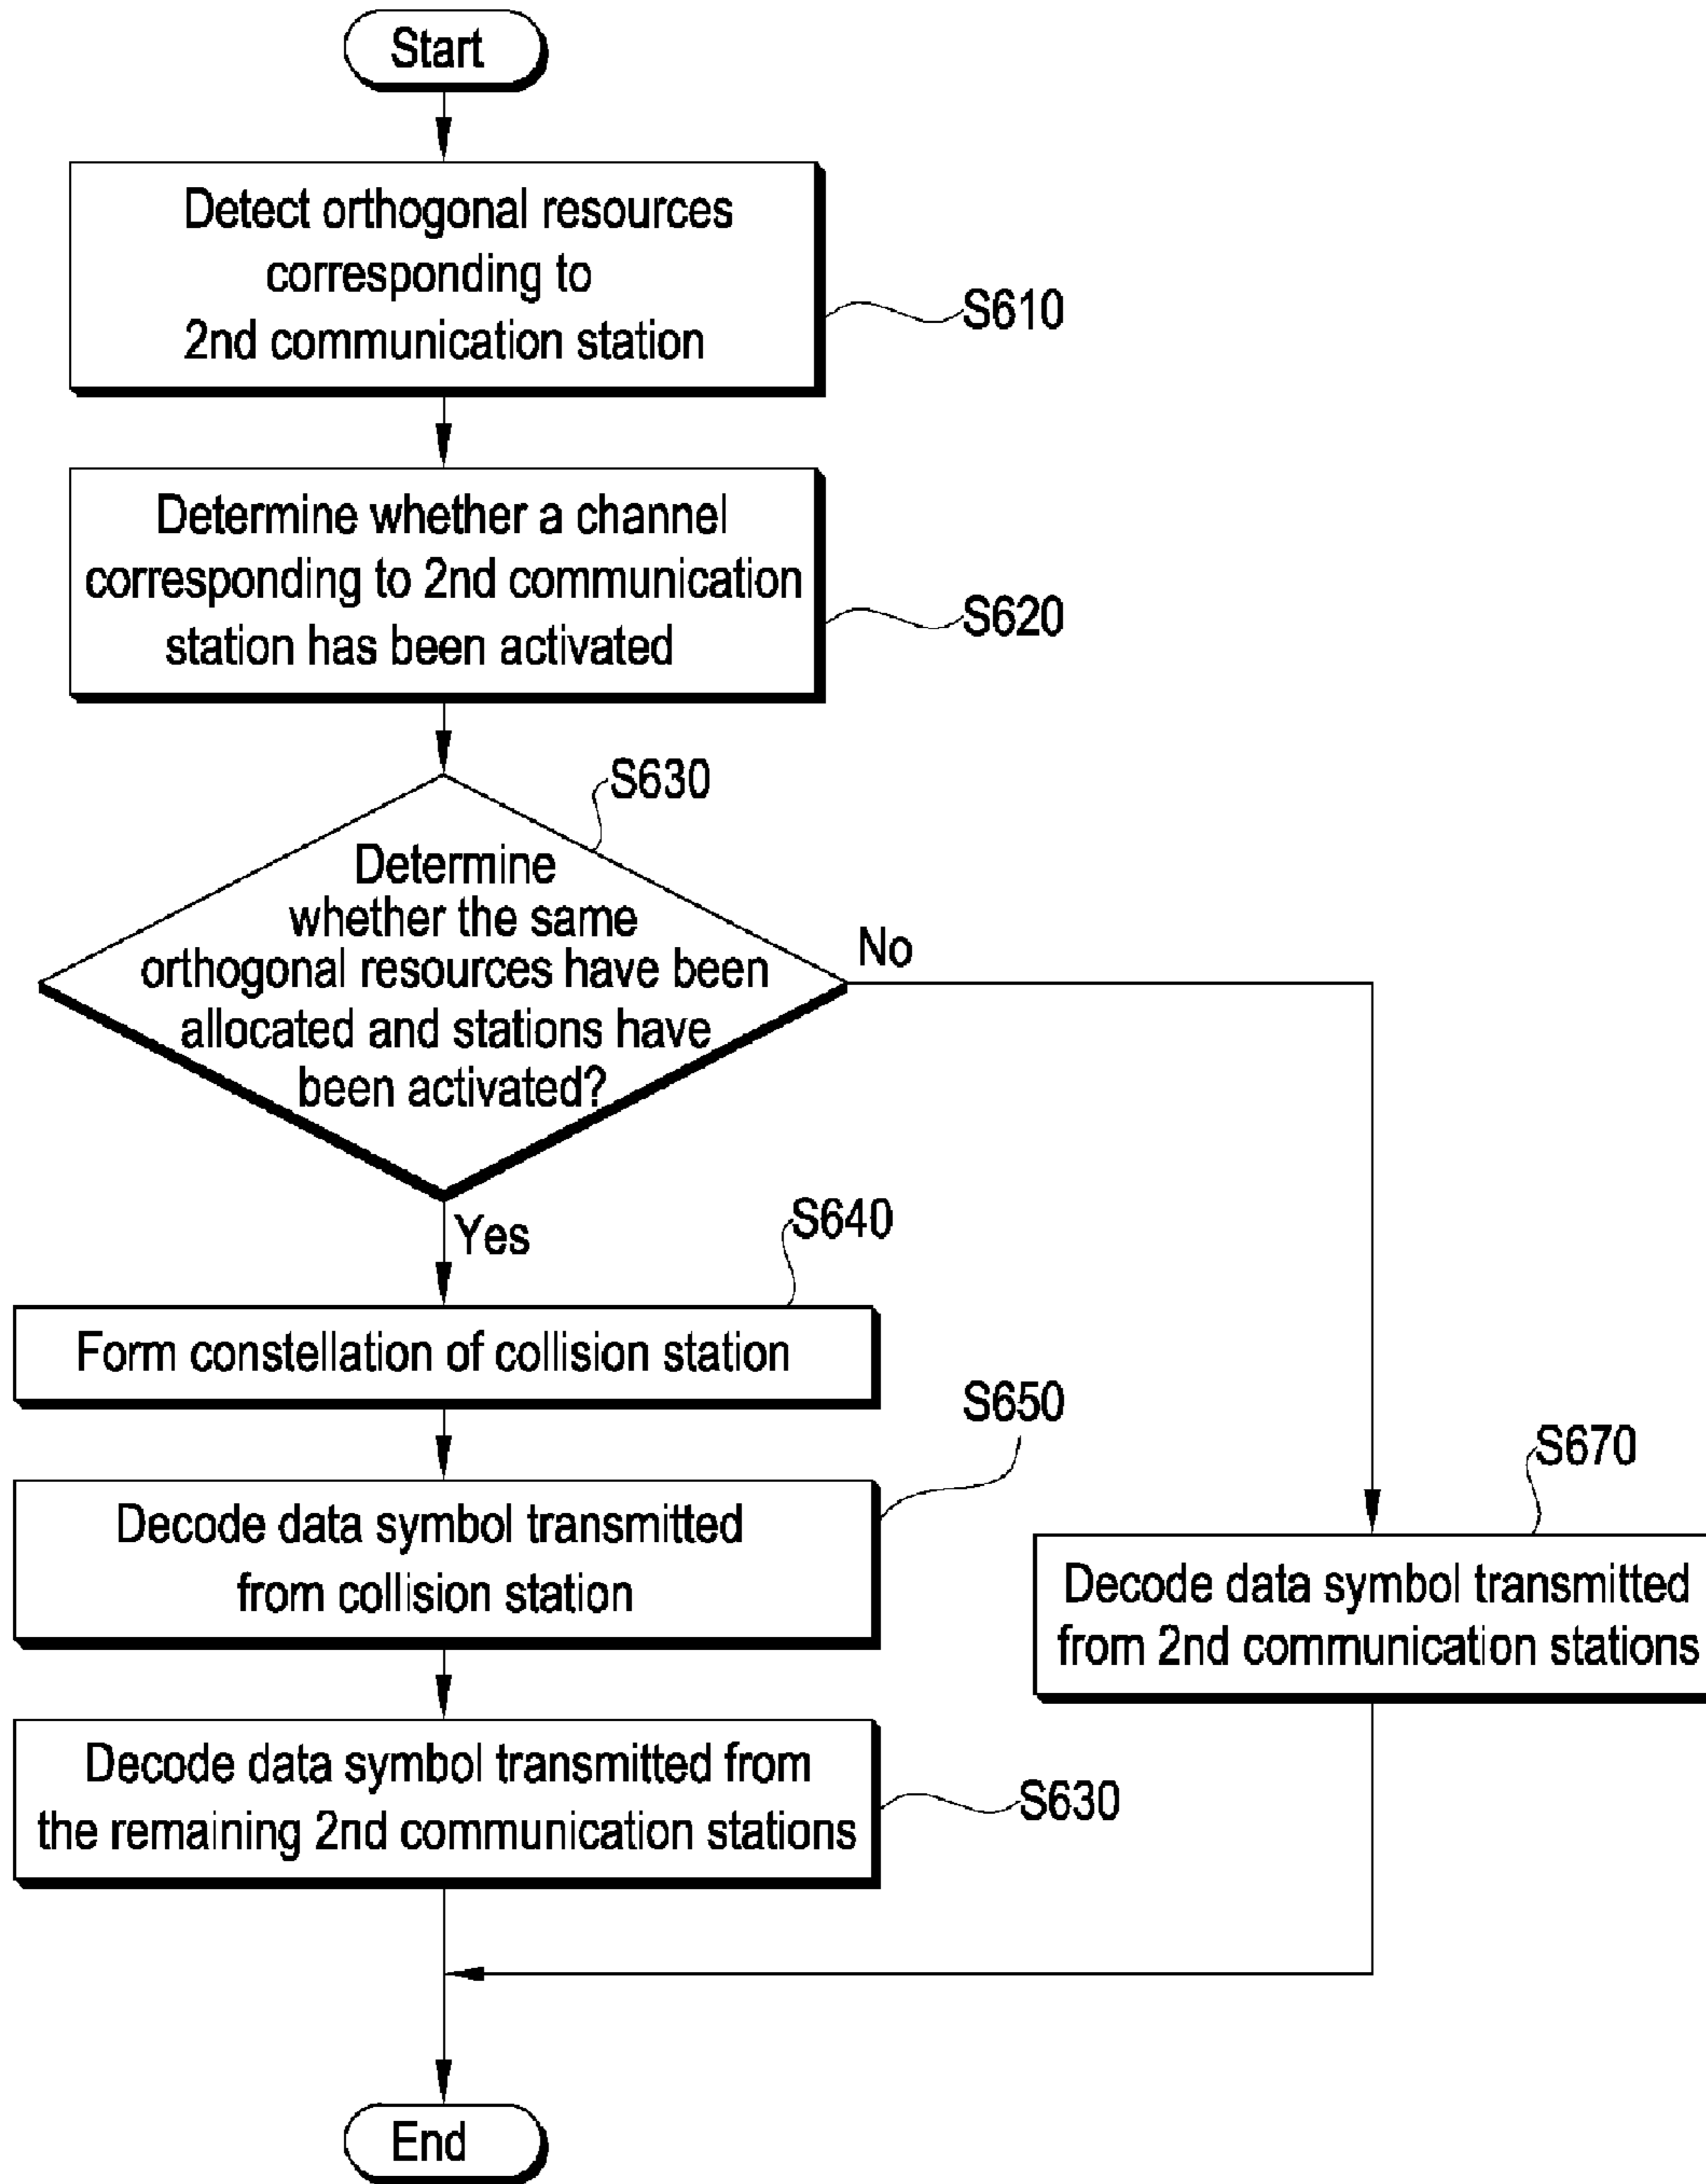 Start
Detect orthogonal resources
corresponding to
2nd communication station
S610
Determine whether a channel
corresponding to 2nd communication
station has been activated
S620
S630
Determine
whether the same
orthogonal resources have been
allocated and stations have
been activated?
No
Yes
S640
Form constellation of collision station
S650
Decode data symbol transmitted
from collision station
S670
Decode data symbol transmitted
from 2nd communication stations
Decode data symbol transmitted from
the remaining 2nd communication stations
S630
End